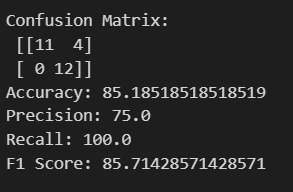 Confusion Matrix:
[[11 4]
[ 0 12]]
Accuracy: 85.18518518518519
Precision: 75.0
Recall: 100.0
F1 Score: 85.71428571428571